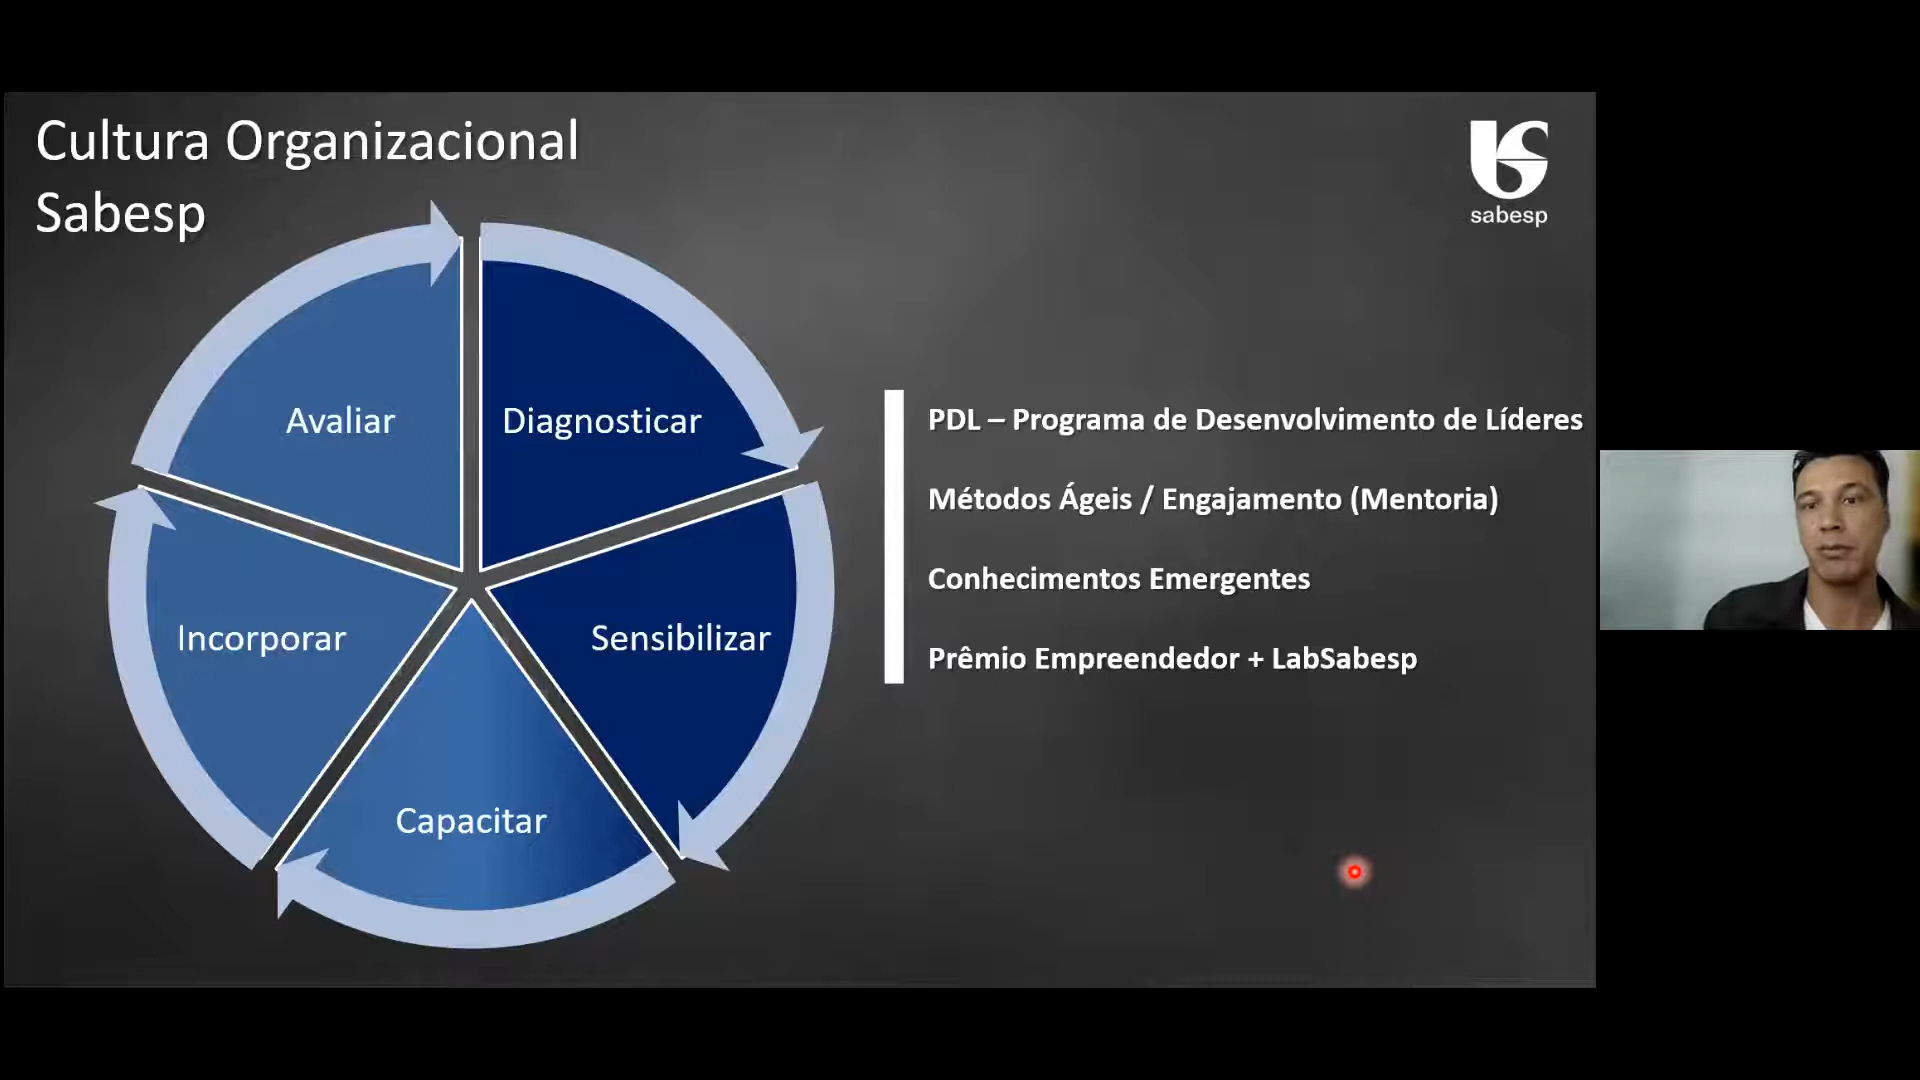 Cultura Organizacional
Sabesp
sabesp
Avaliar
Diagnosticar
Incorporar
Sensibilizar
Capacitar
PDL – Programa de Desenvolvimento de Líderes
Métodos Ágeis / Engajamento (Mentoria)
Conhecimentos Emergentes
Prêmio Empreendedor + LabSabesp